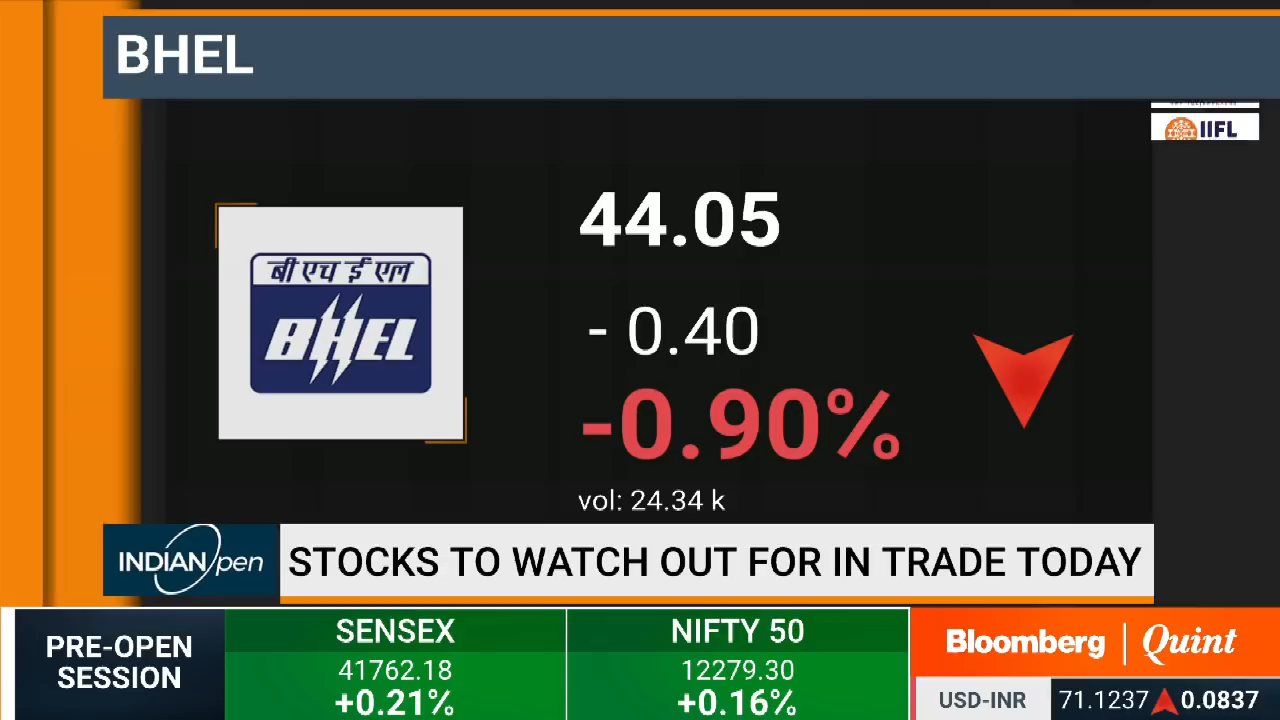 BHEL
IIFL
44.05
बी एच ई एल
BHEL
- 0.40
-0.90%
vol: 24.34 k
INDIAN Open
STOCKS TO WATCH OUT FOR IN TRADE TODAY
PRE-OPEN
SESSION
SENSEX
41762.18
+0.21%
NIFTY 50
12279.30
+0.16%
Bloomberg | Quint
USD-INR 71.1237 0.0837